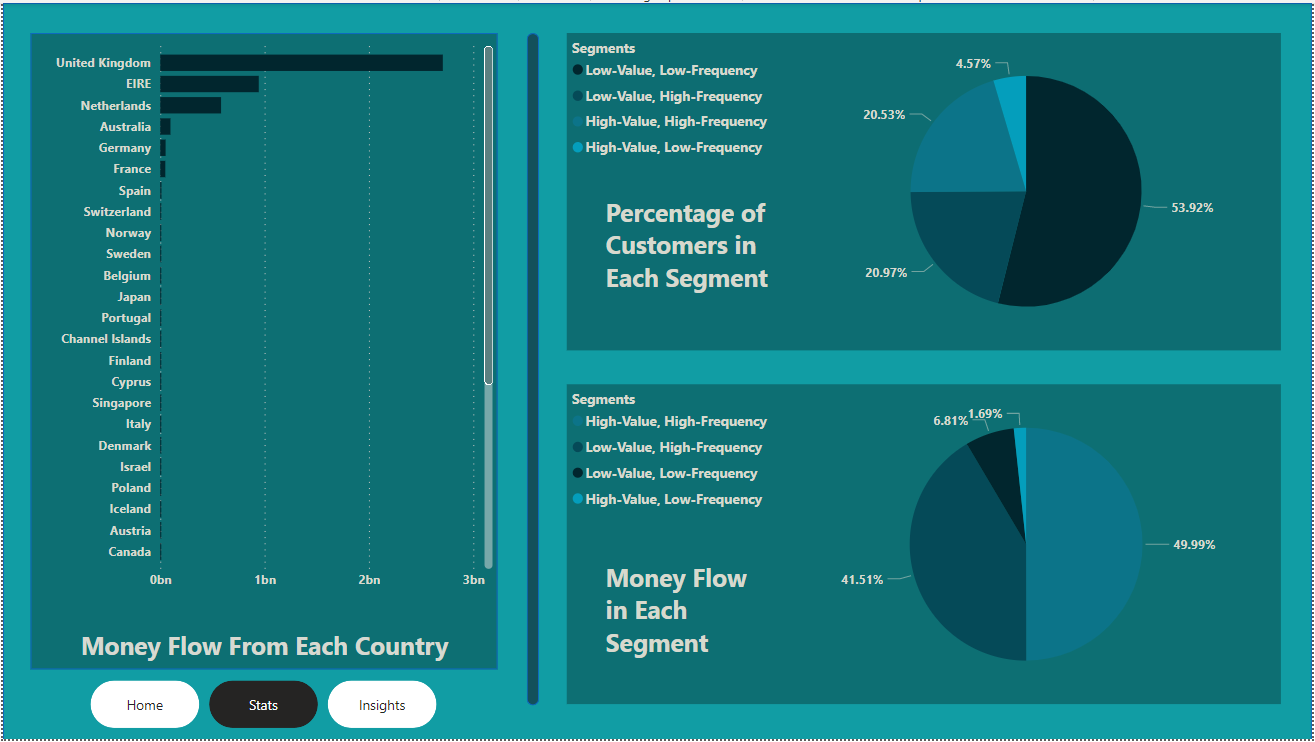 United Kingdom
EIRE
Netherlands
Australia
Germany
France
Spain
Switzerland
Norway
Sweden
Belgium
Japan
Portugal
Channel Islands
Finland
Cyprus
Singapore
Italy
Denmark
Israel
Poland
Iceland
Austria
Canada
0bn 1bn 2bn 3bn
Money Flow From Each Country
Home Stats Insights
Segments
Low-Value, Low-Frequency
Low-Value, High-Frequency
High-Value, High-Frequency
High-Value, Low-Frequency
Percentage of
Customers in
Each Segment
4.57%
20.53%
53.92%
20.97%
Segments
High-Value, High-Frequency
Low-Value, High-Frequency
Low-Value, Low-Frequency
High-Value, Low-Frequency
Money Flow
in Each
Segment
1.69%
6.81%
49.99%
41.51%